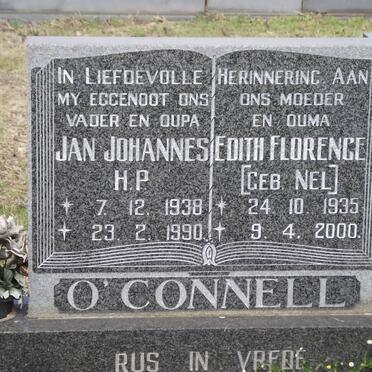 IN LIEFDEVOLLE
MY EGGENOOT ONS
VADER EN OUPA
JAN JOHANNES
H.P.
* 7. 12. 1938
+ 23. 2. 1990.
HERINNERING AAN
ONS MOEDER
EN OUMA
EDITH FLORENCE
[GEB. NEL]
* 24. 10. 1935
+ 9. 4. 2000.
O'CONNELL
RUS IN VREDE